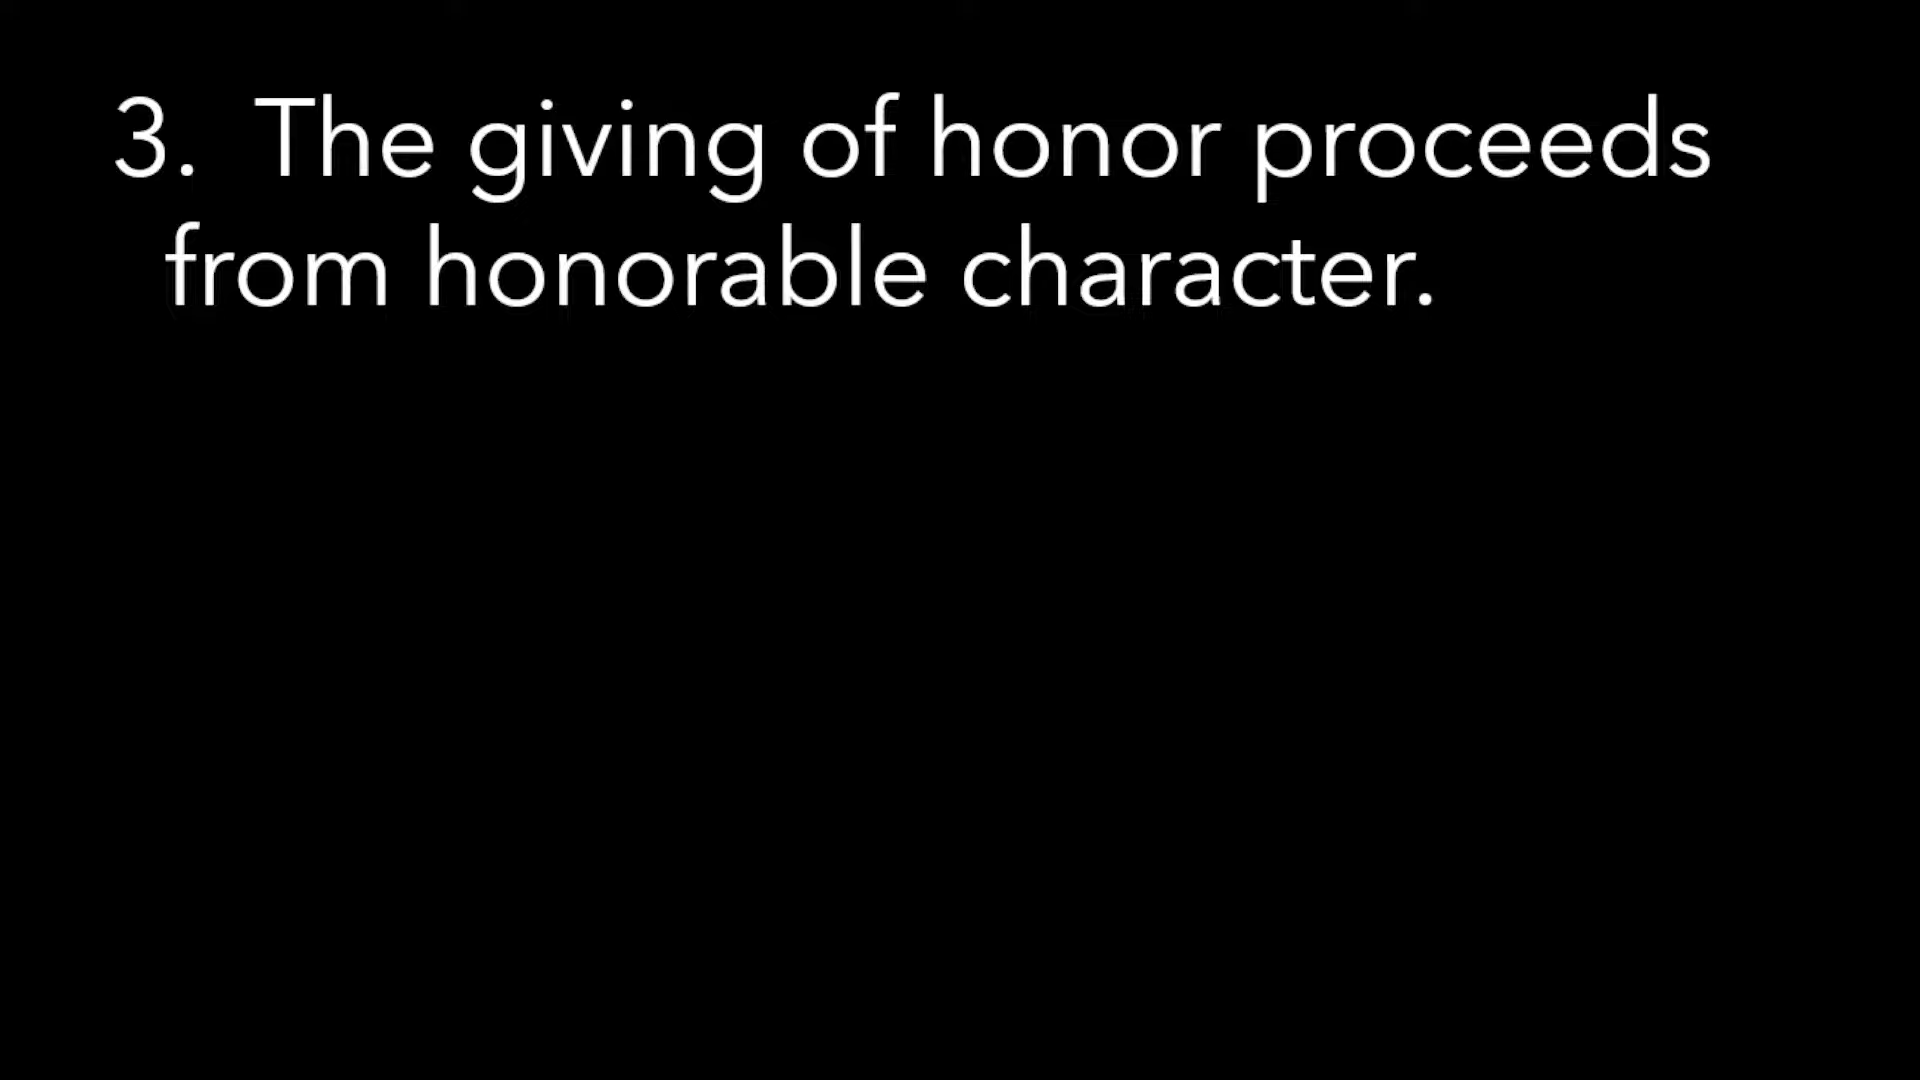 3. The giving of honor proceeds
from honorable character.